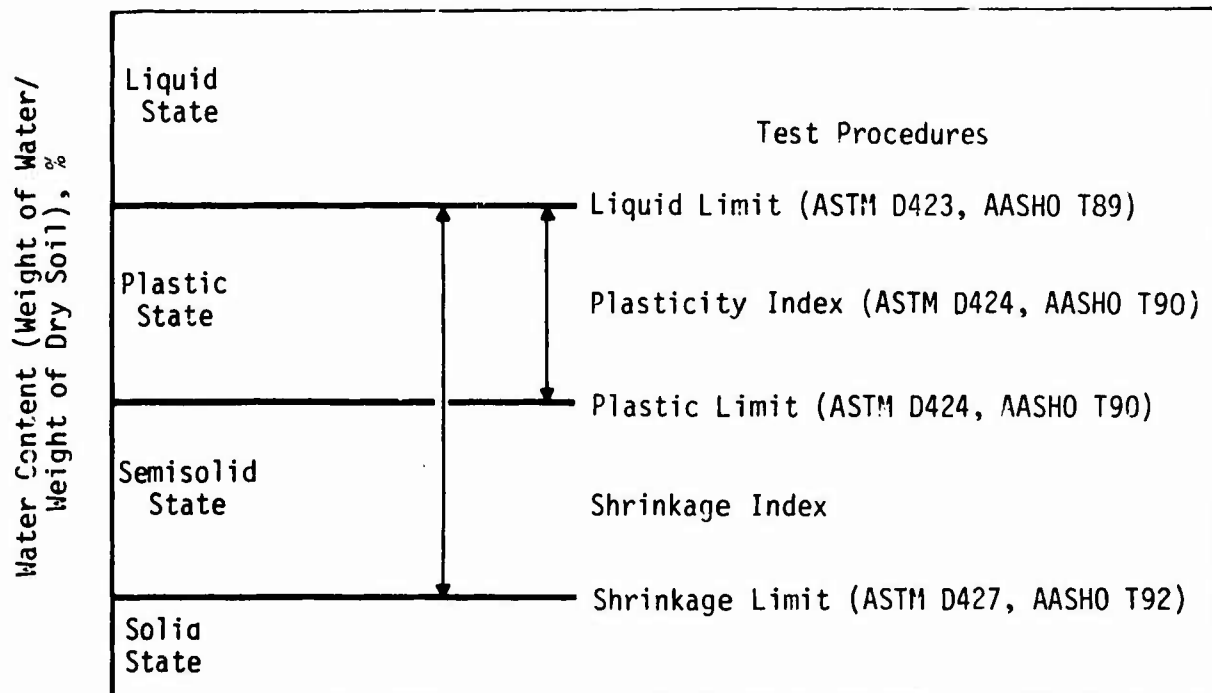 Water Content (Weight of Water/
Weight of Dry Soil), %
Liquid
State
Test Procedures
Liquid Limit (ASTM D423, AASHO T89)
Plastic
State
Plasticity Index (ASTM D424, AASHO T90)
Plastic Limit (ASTM D424, AASHO T90)
Semisolid
State
Shrinkage Index
Shrinkage Limit (ASTM D427, AASHO T92)
Solid
State